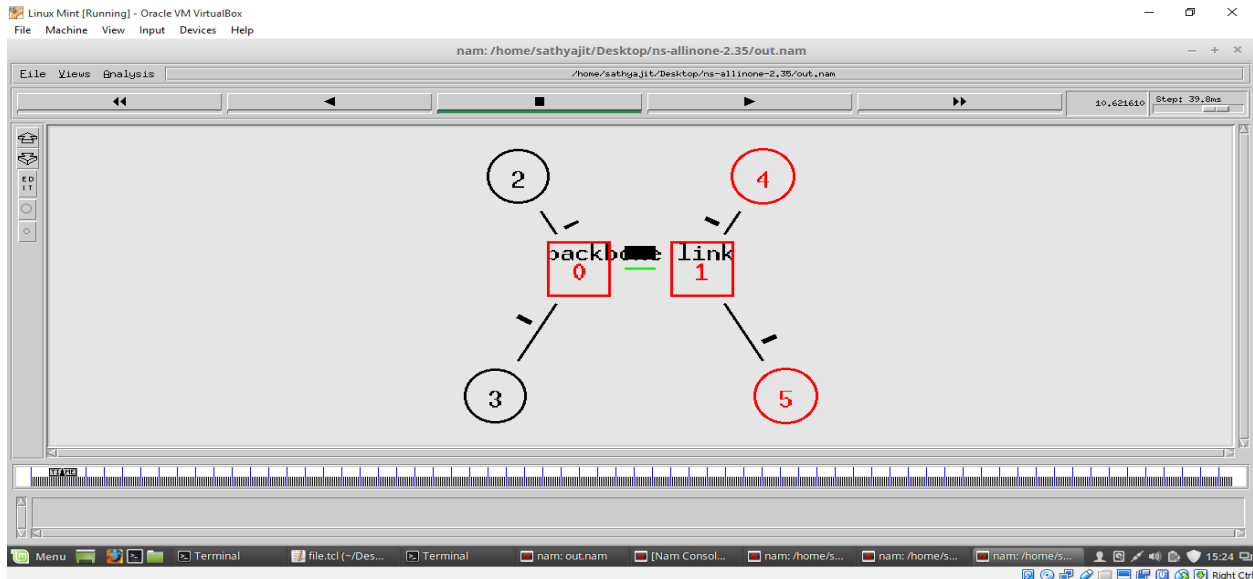 Linux Mint [Running] - Oracle VM VirtualBox
File Machine View Input Devices Help
nam: /home/sathyajit/Desktop/ns-allinone-2.35/out.nam
File Views Analysis /home/sathyajit/Desktop/ns-allinone-2.35/out.nam
10.621610 Step: 39.8ms
ED
IT
2 4
link
0 1
3 5
Menu Terminal file.tcl (~/Des... Terminal nam: out.nam [Nam Consol... nam: /home/s... nam: /home/s... nam: /home/s... 15:24
Right Ctrl